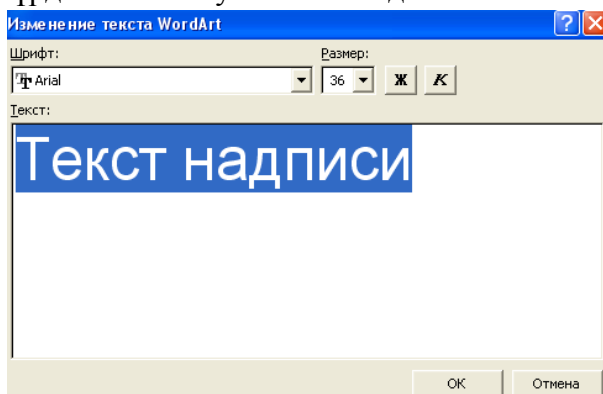 Изменение текста WordArt
Шрифт: Размер:
Arial 36 Ж К
Текст:
Текст надписи
ОК Отмена